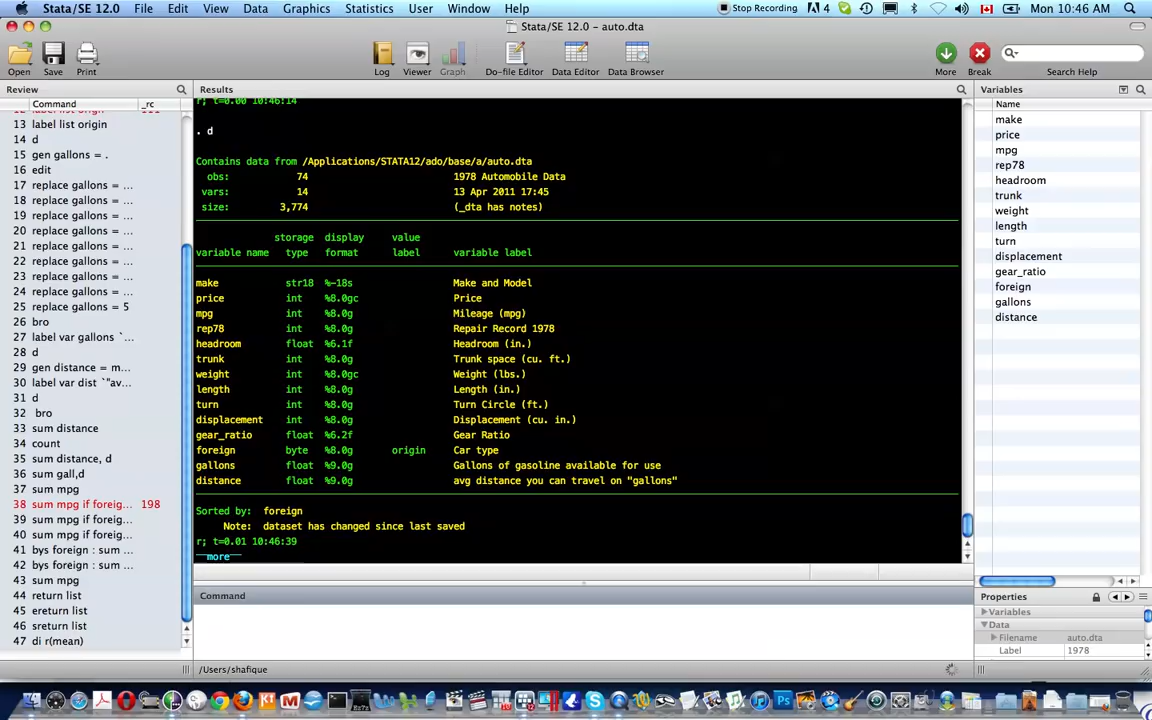 Stata/SE 12.0 File Edit View Data Graphics Statistics User Window Help Stop Recording 4 Mon 10:46 AM
Stata/SE 12.0 – auto.dta
Open Save Print Log Viewer Graph Do-file Editor Data Editor Data Browser More Break Search Help
Review
Command _rc
13 label list origin
14 d
15 gen gallons = .
16 edit
17 replace gallons = ...
18 replace gallons = ...
19 replace gallons = ...
20 replace gallons = ...
21 replace gallons = ...
22 replace gallons = ...
23 replace gallons = ...
24 replace gallons = ...
25 replace gallons = 5
26 bro
27 label var gallons `...
28 d
29 gen distance = m...
30 label var dist `"av...
31 d
32 bro
33 sum distance
34 count
35 sum distance, d
36 sum gall,d
37 sum mpg
38 sum mpg if foreig... 198
39 sum mpg if foreig...
40 sum mpg if foreig...
41 bys foreign : sum ...
42 bys foreign : sum ...
43 sum mpg
44 return list
45 ereturn list
46 sreturn list
47 di r(mean)
Results
r; t=0.00 10:46:14
. d
Contains data from /Applications/STATA12/ado/base/a/auto.dta
obs: 74 1978 Automobile Data
vars: 14 13 Apr 2011 17:45
size: 3,774 (_dta has notes)
storage display value
variable name type format label variable label
make str18 %-18s Make and Model
price int %8.0gc Price
mpg int %8.0g Mileage (mpg)
rep78 int %8.0g Repair Record 1978
headroom float %6.1f Headroom (in.)
trunk int %8.0g Trunk space (cu. ft.)
weight int %8.0gc Weight (lbs.)
length int %8.0g Length (in.)
turn int %8.0g Turn Circle (ft.)
displacement int %8.0g Displacement (cu. in.)
gear_ratio float %6.2f Gear Ratio
foreign byte %8.0g origin Car type
gallons float %9.0g Gallons of gasoline available for use
distance float %9.0g avg distance you can travel on "gallons"
Sorted by: foreign
Note: dataset has changed since last saved
r; t=0.01 10:46:39
more
Command
/Users/shafique
Variables
Name
make
price
mpg
rep78
headroom
trunk
weight
length
turn
displacement
gear_ratio
foreign
gallons
distance
Properties
Variables
Data
Filename auto.dta
Label 1978